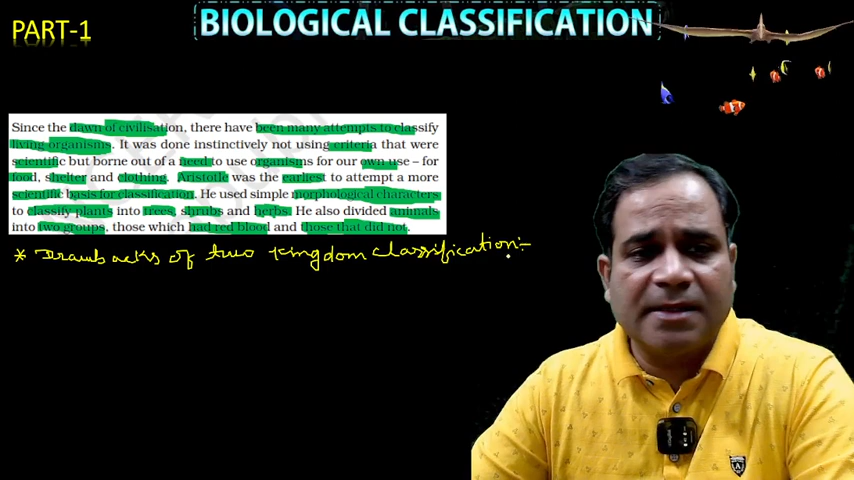 PART-1
BIOLOGICAL CLASSIFICATION
Since the dawn of civilisation, there have been many attempts to classify
living organisms. It was done instinctively not using criteria that were
scientific but borne out of a need to use organisms for our own use – for
food, shelter and clothing. Aristotle was the earliest to attempt a more
scientific basis for classification. He used simple morphological characters
to classify plants into trees, shrubs and herbs. He also divided animals
into two groups, those which had red blood and those that did not.
* Drawbacks of two kingdom classification:-